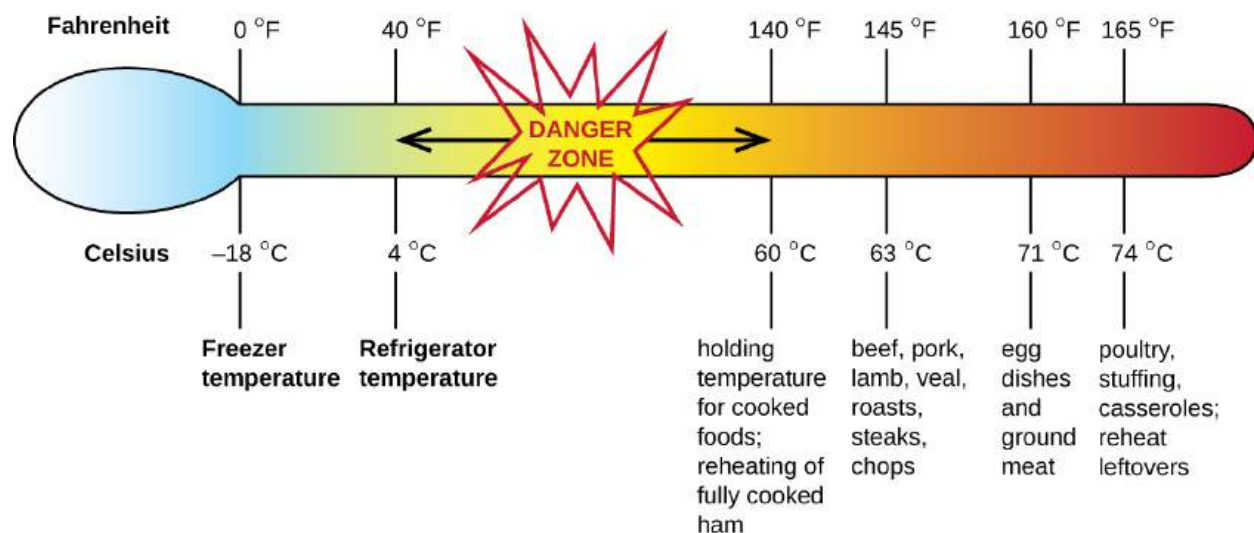 Fahrenheit 0 °F 40 °F 140 °F 145 °F 160 °F 165 °F
DANGER
ZONE
Celsius –18 °C 4 °C 60 °C 63 °C 71 °C 74 °C
Freezer
temperature
Refrigerator
temperature
holding
temperature
for cooked
foods;
reheating of
fully cooked
ham
beef, pork,
lamb, veal,
roasts,
steaks,
chops
egg
dishes
and
ground
meat
poultry,
stuffing,
casseroles;
reheat
leftovers